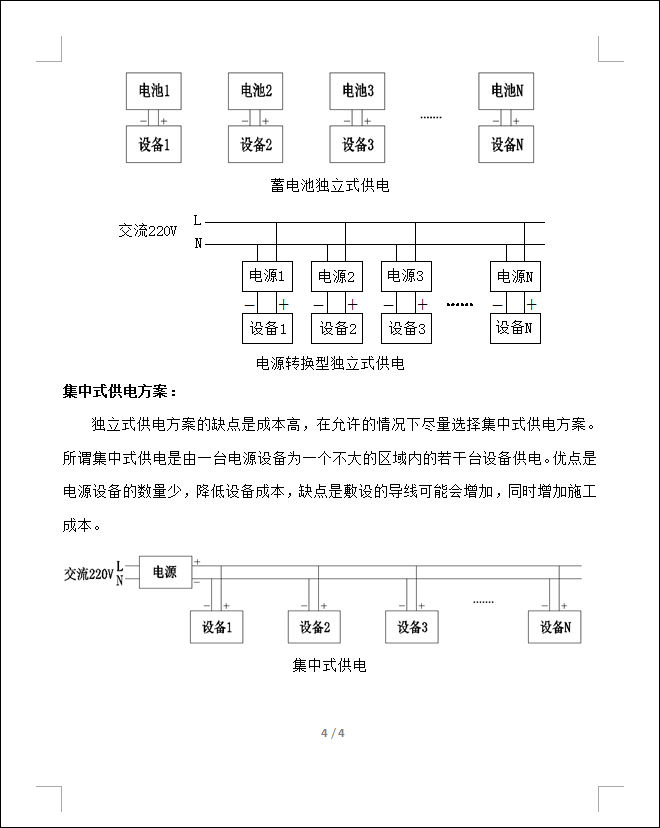 电池1 电池2 电池3 电池N
− + − + − + ······· − +
设备1 设备2 设备3 设备N
蓄电池独立式供电
L
交流220V
N
电源1 电源2 电源3 电源N
− + − + − + ······ − +
设备1 设备2 设备3 设备N
电源转换型独立式供电
集中式供电方案：
独立式供电方案的缺点是成本高，在允许的情况下尽量选择集中式供电方案。
所谓集中式供电是由一台电源设备为一个不大的区域内的若干台设备供电。优点是
电源设备的数量少，降低设备成本，缺点是敷设的导线可能会增加，同时增加施工
成本。
交流220V L N 电源 + −
− + − + − + ······· − +
设备1 设备2 设备3 设备N
集中式供电
4 / 4